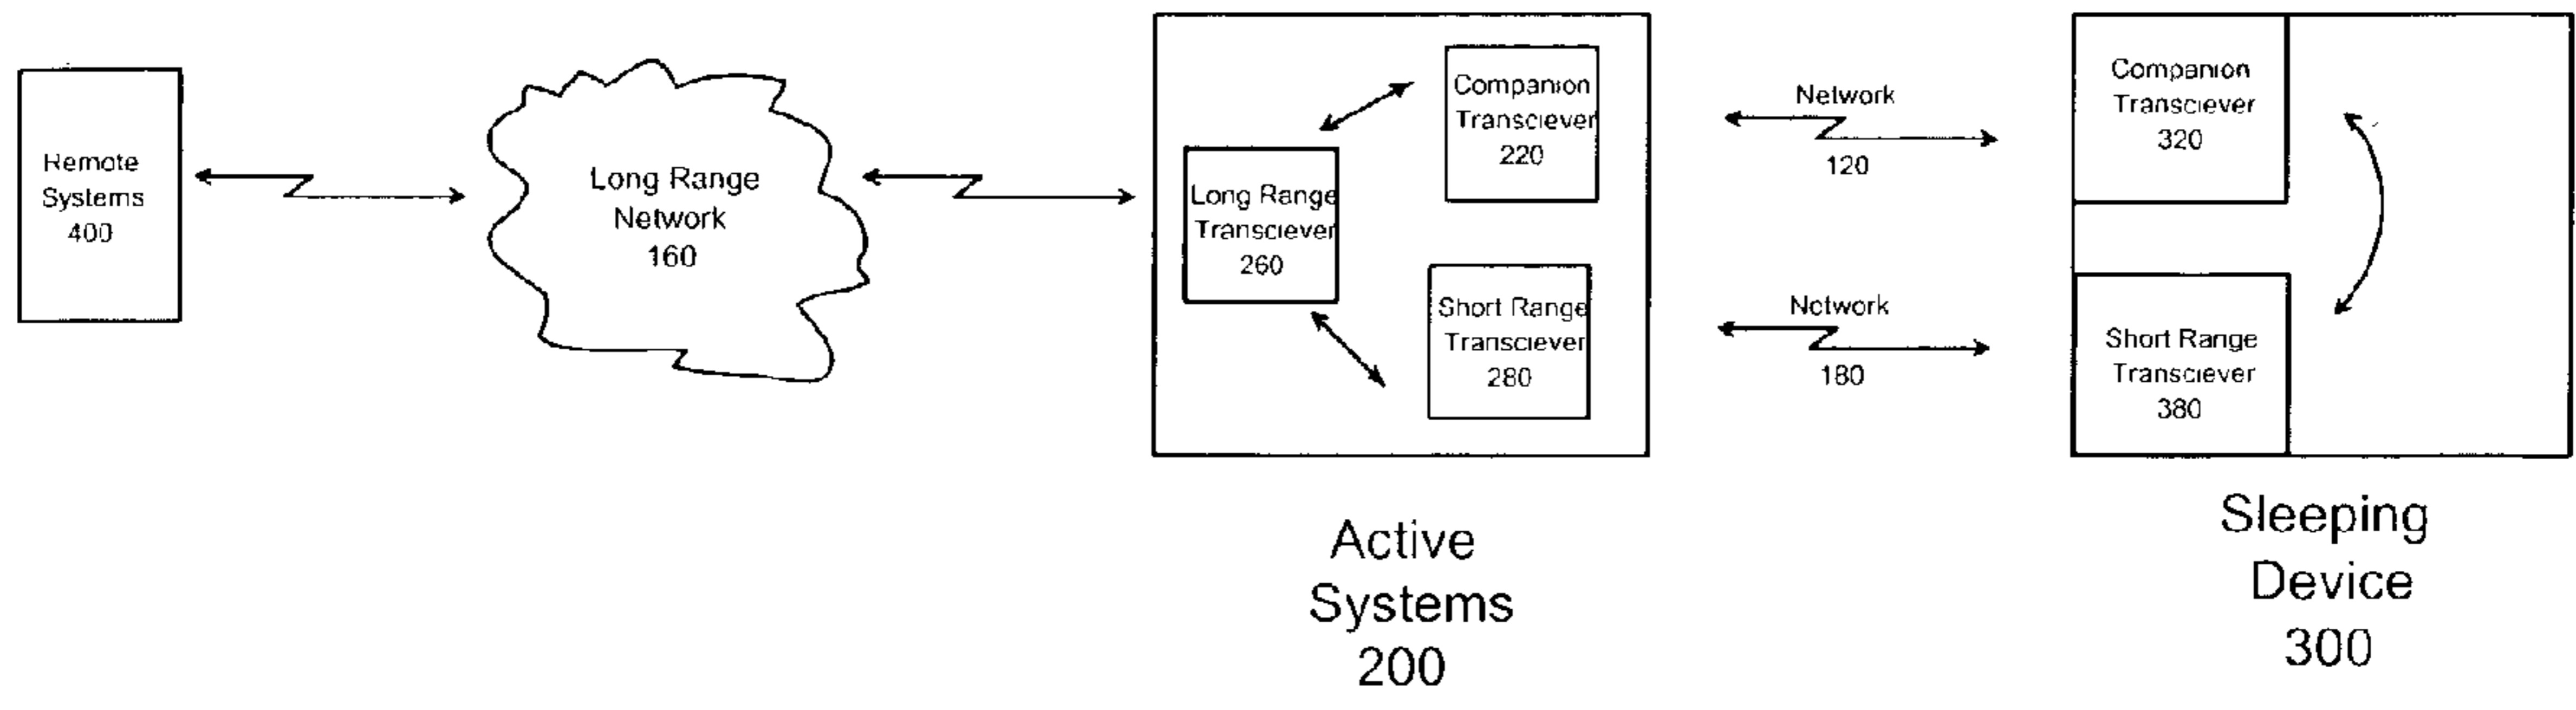 Remote
Systems
400
Long Range
Network
160
Long Range
Transciever
260
Companion
Transciever
220
Short Range
Transciever
280
Active
Systems
200
Network
120
Network
180
Companion
Transciever
320
Short Range
Transciever
380
Sleeping
Device
300